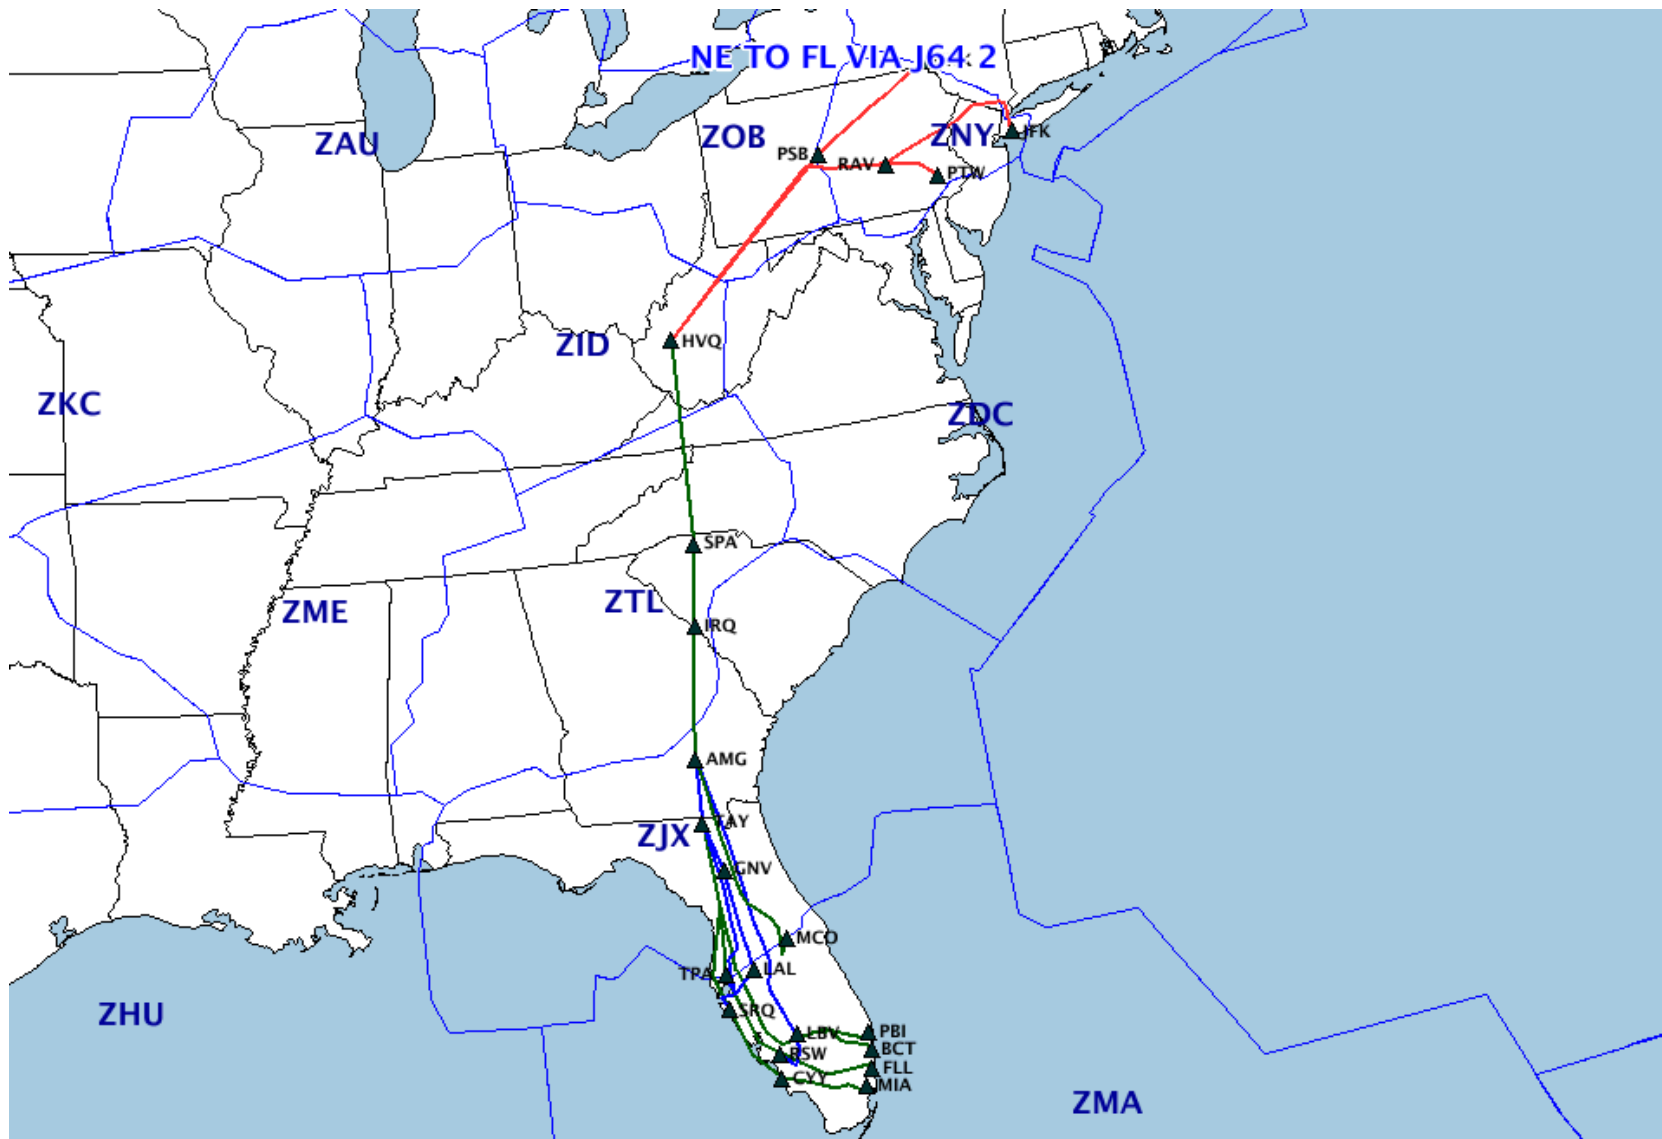 NE TO FL VIA J64 2
ZAU
ZOB
ZNY
JFK
PSB
RAV
PTW
ZID
HVQ
ZKC
ZDC
SPA
ZTL
ZME
IRQ
AMG
ZJX
TAY
GNV
MCO
TPA
LAL
SRQ
ZHU
LBV
PBI
RSW
BCT
FLL
CYY
MIA
ZMA